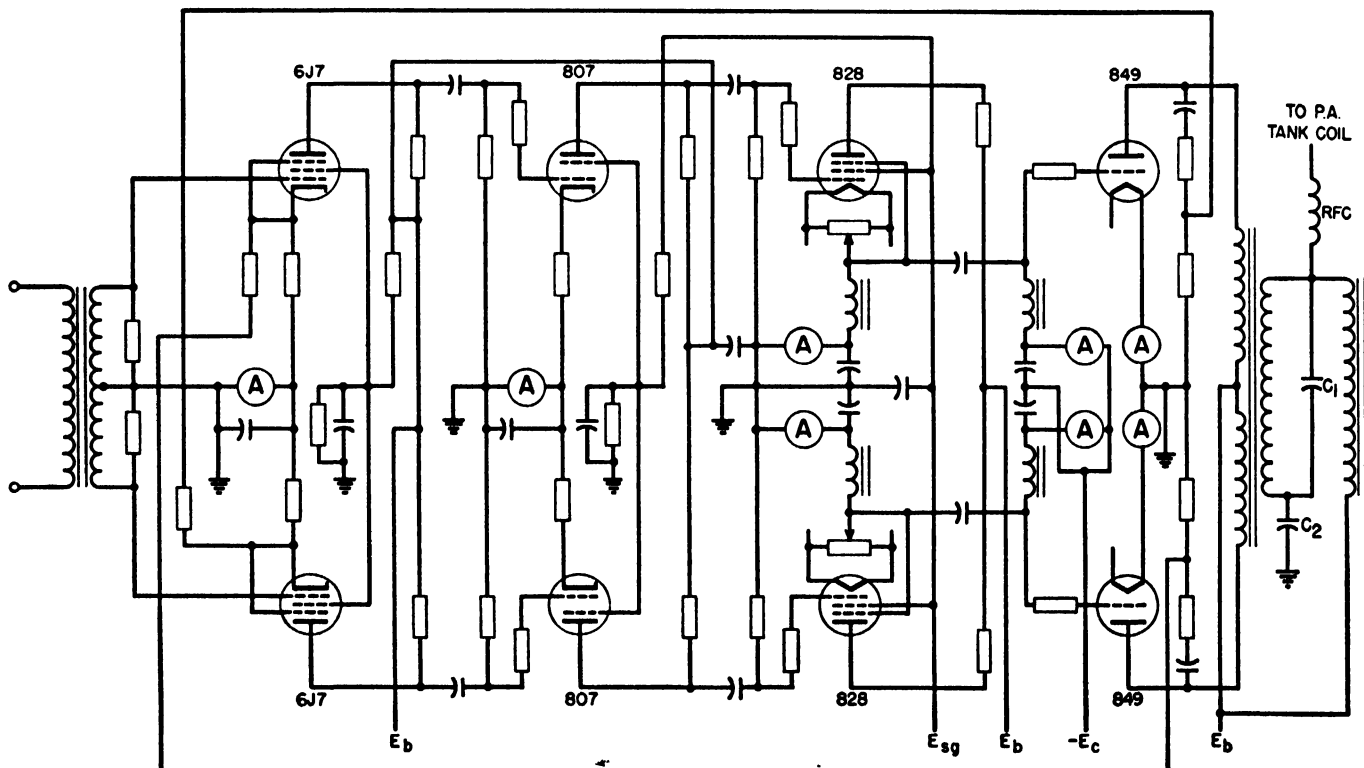 6J7
807
828
849
TO P.A.
TANK COIL
RFC
A
A
A
A
A
C1
A
A
A
C2
6J7
807
828
849
Eb
Esg
Eb
-Ec
Eb